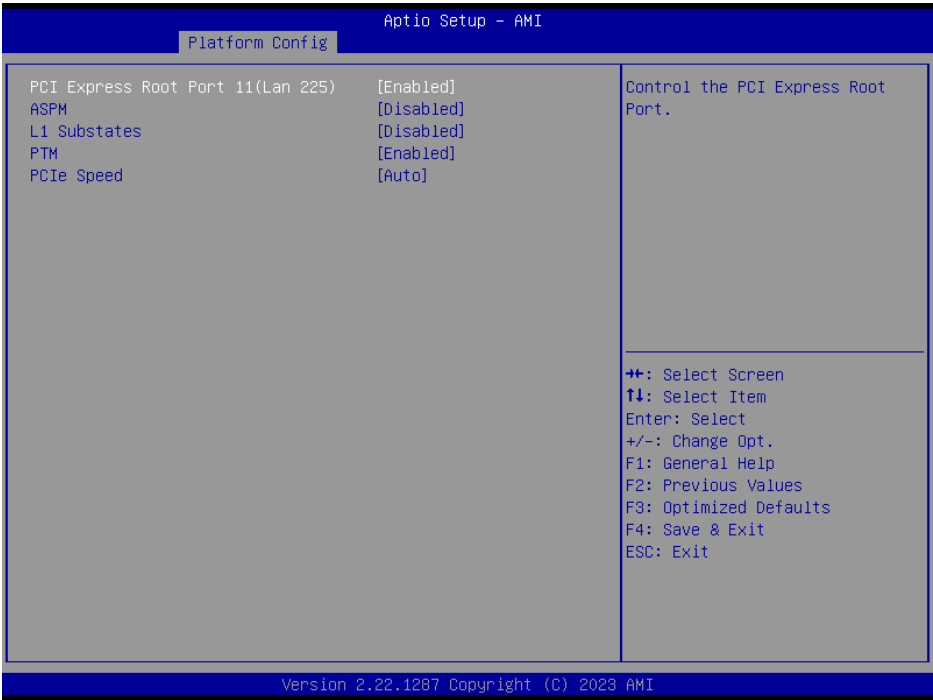 Aptio Setup – AMI
Platform Config
PCI Express Root Port 11(Lan 225) [Enabled]
ASPM [Disabled]
L1 Substates [Disabled]
PTM [Enabled]
PCIe Speed [Auto]
Control the PCI Express Root
Port.
→←: Select Screen
↑↓: Select Item
Enter: Select
+/-: Change Opt.
F1: General Help
F2: Previous Values
F3: Optimized Defaults
F4: Save & Exit
ESC: Exit
Version 2.22.1287 Copyright (C) 2023 AMI